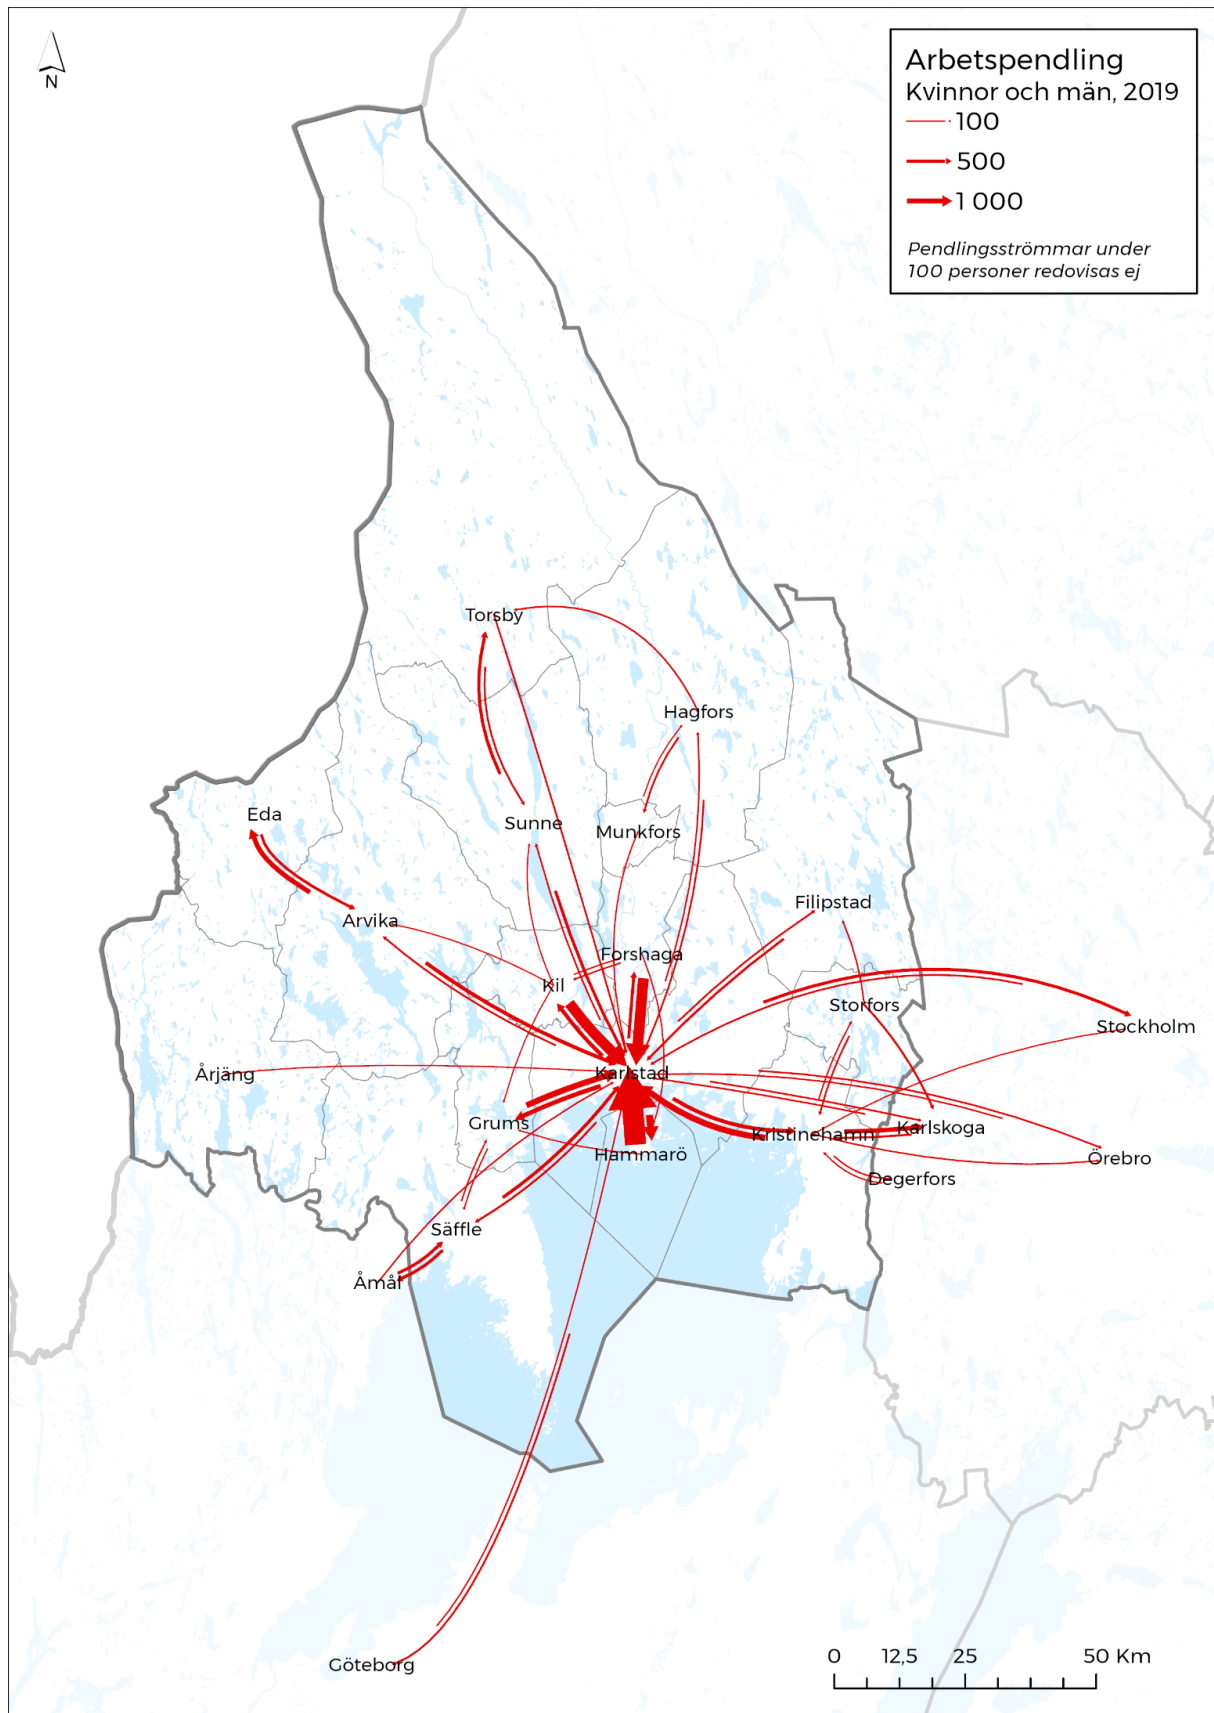 N
Arbetspendling
Kvinnor och män, 2019
100
500
1 000
Pendlingsströmmar under
100 personer redovisas ej
Torsby
Hagfors
Eda
Sunne
Munkfors
Arvika
Filipstad
Forshaga
Kil
Storfors
Stockholm
Årjäng
Karlstad
Grums
Kristinehamn
Karlskoga
Hammarö
Örebro
Degerfors
Säffle
Åmål
Göteborg
0 12,5 25 50 Km